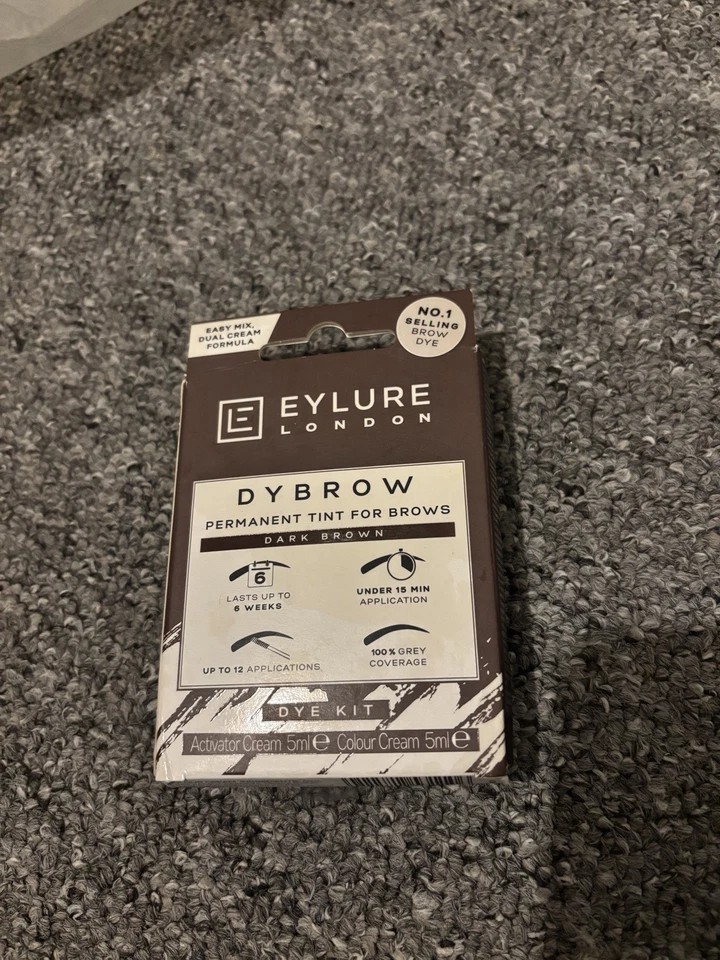 EASY MIX,
DUAL CREAM
FORMULA
NO.1
SELLING
BROW
DYE
E
EYLURE
LONDON
DYBROW
PERMANENT TINT FOR BROWS
DARK BROWN
6
LASTS UP TO
6 WEEKS
UNDER 15 MIN
APPLICATION
UP TO 12 APPLICATIONS
100% GREY
COVERAGE
DYE KIT
Activator Cream 5ml ℮ Colour Cream 5ml ℮